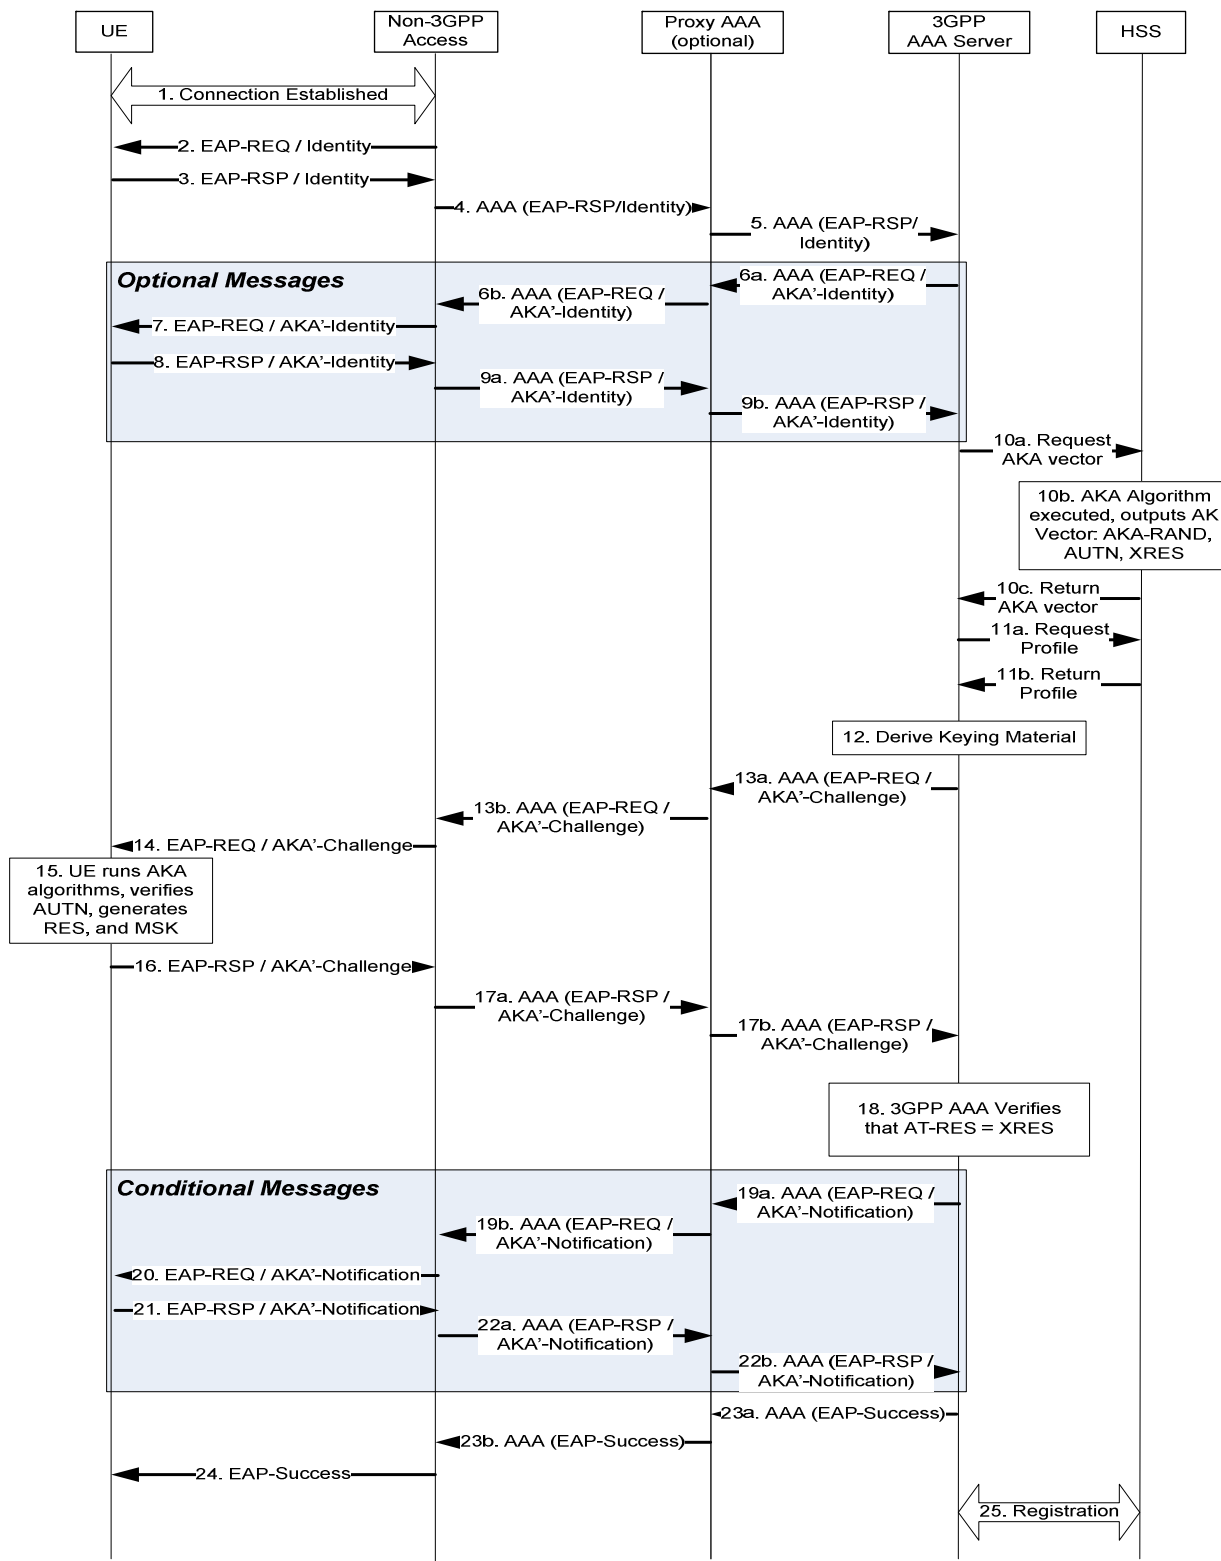 UE
Non-3GPP
Access
Proxy AAA
(optional)
3GPP
AAA Server
HSS
1. Connection Established
2. EAP-REQ / Identity
3. EAP-RSP / Identity
4. AAA (EAP-RSP/Identity)
5. AAA (EAP-RSP/
Identity)
Optional Messages
6a. AAA (EAP-REQ /
AKA'-Identity)
6b. AAA (EAP-REQ /
AKA'-Identity)
7. EAP-REQ / AKA'-Identity
8. EAP-RSP / AKA'-Identity
9a. AAA (EAP-RSP /
AKA'-Identity)
9b. AAA (EAP-RSP /
AKA'-Identity)
10a. Request
AKA vector
10b. AKA Algorithm
executed, outputs AK
Vector: AKA-RAND,
AUTN, XRES
10c. Return
AKA vector
11a. Request
Profile
11b. Return
Profile
12. Derive Keying Material
13a. AAA (EAP-REQ /
AKA'-Challenge)
13b. AAA (EAP-REQ /
AKA'-Challenge)
14. EAP-REQ / AKA'-Challenge
15. UE runs AKA
algorithms, verifies
AUTN, generates
RES, and MSK
16. EAP-RSP / AKA'-Challenge
17a. AAA (EAP-RSP /
AKA'-Challenge)
17b. AAA (EAP-RSP /
AKA'-Challenge)
18. 3GPP AAA Verifies
that AT-RES = XRES
Conditional Messages
19a. AAA (EAP-REQ /
AKA'-Notification)
19b. AAA (EAP-REQ /
AKA'-Notification)
20. EAP-REQ / AKA'-Notification
21. EAP-RSP / AKA'-Notification
22a. AAA (EAP-RSP /
AKA'-Notification)
22b. AAA (EAP-RSP /
AKA'-Notification)
23a. AAA (EAP-Success)
23b. AAA (EAP-Success)
24. EAP-Success
25. Registration